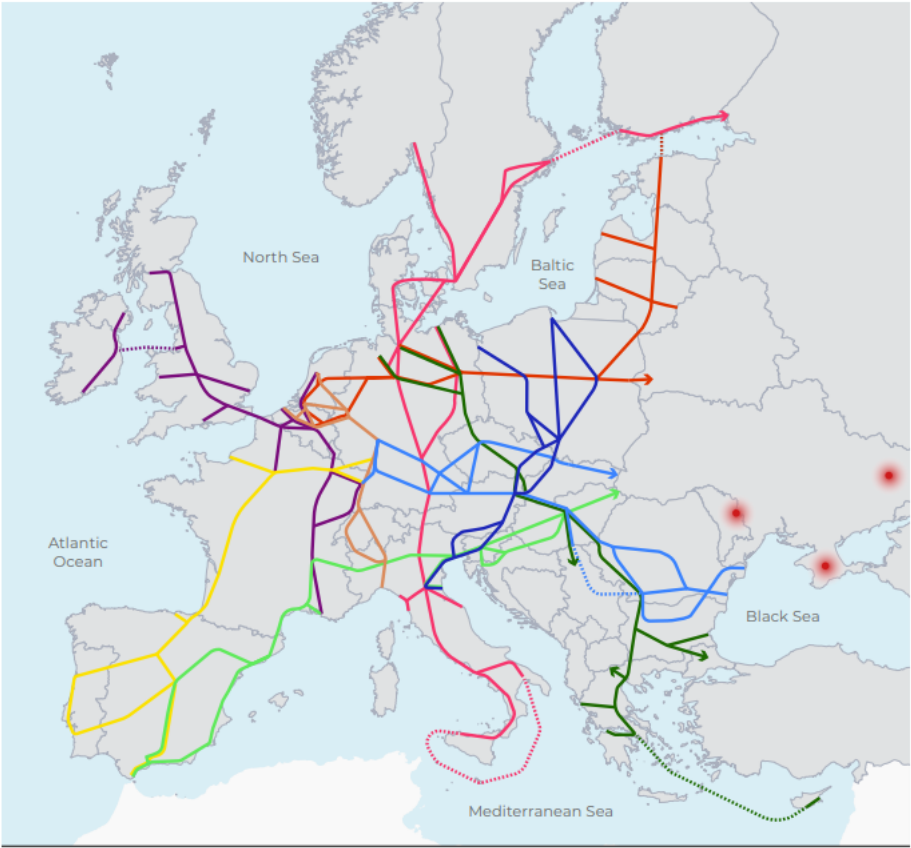 North Sea
Baltic
Sea
Atlantic
Ocean
Black Sea
Mediterranean Sea